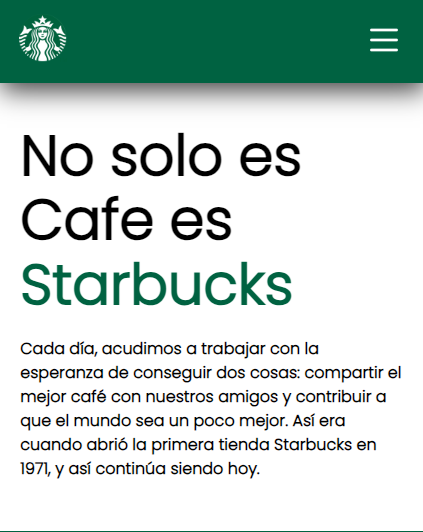 No solo es
Cafe es
Starbucks
Cada día, acudimos a trabajar con la
esperanza de conseguir dos cosas: compartir el
mejor café con nuestros amigos y contribuir a
que el mundo sea un poco mejor. Así era
cuando abrió la primera tienda Starbucks en
1971, y así continúa siendo hoy.